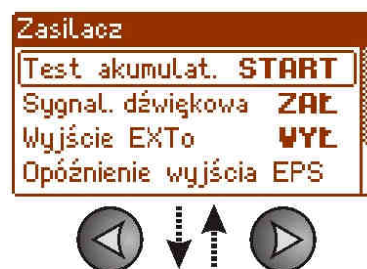 Zasilacz
Test akumulat. START
Sygnal. dźwiękowa ZAŁ
Wyjście EXTo WYŁ
Opóźnienie wyjścia EPS